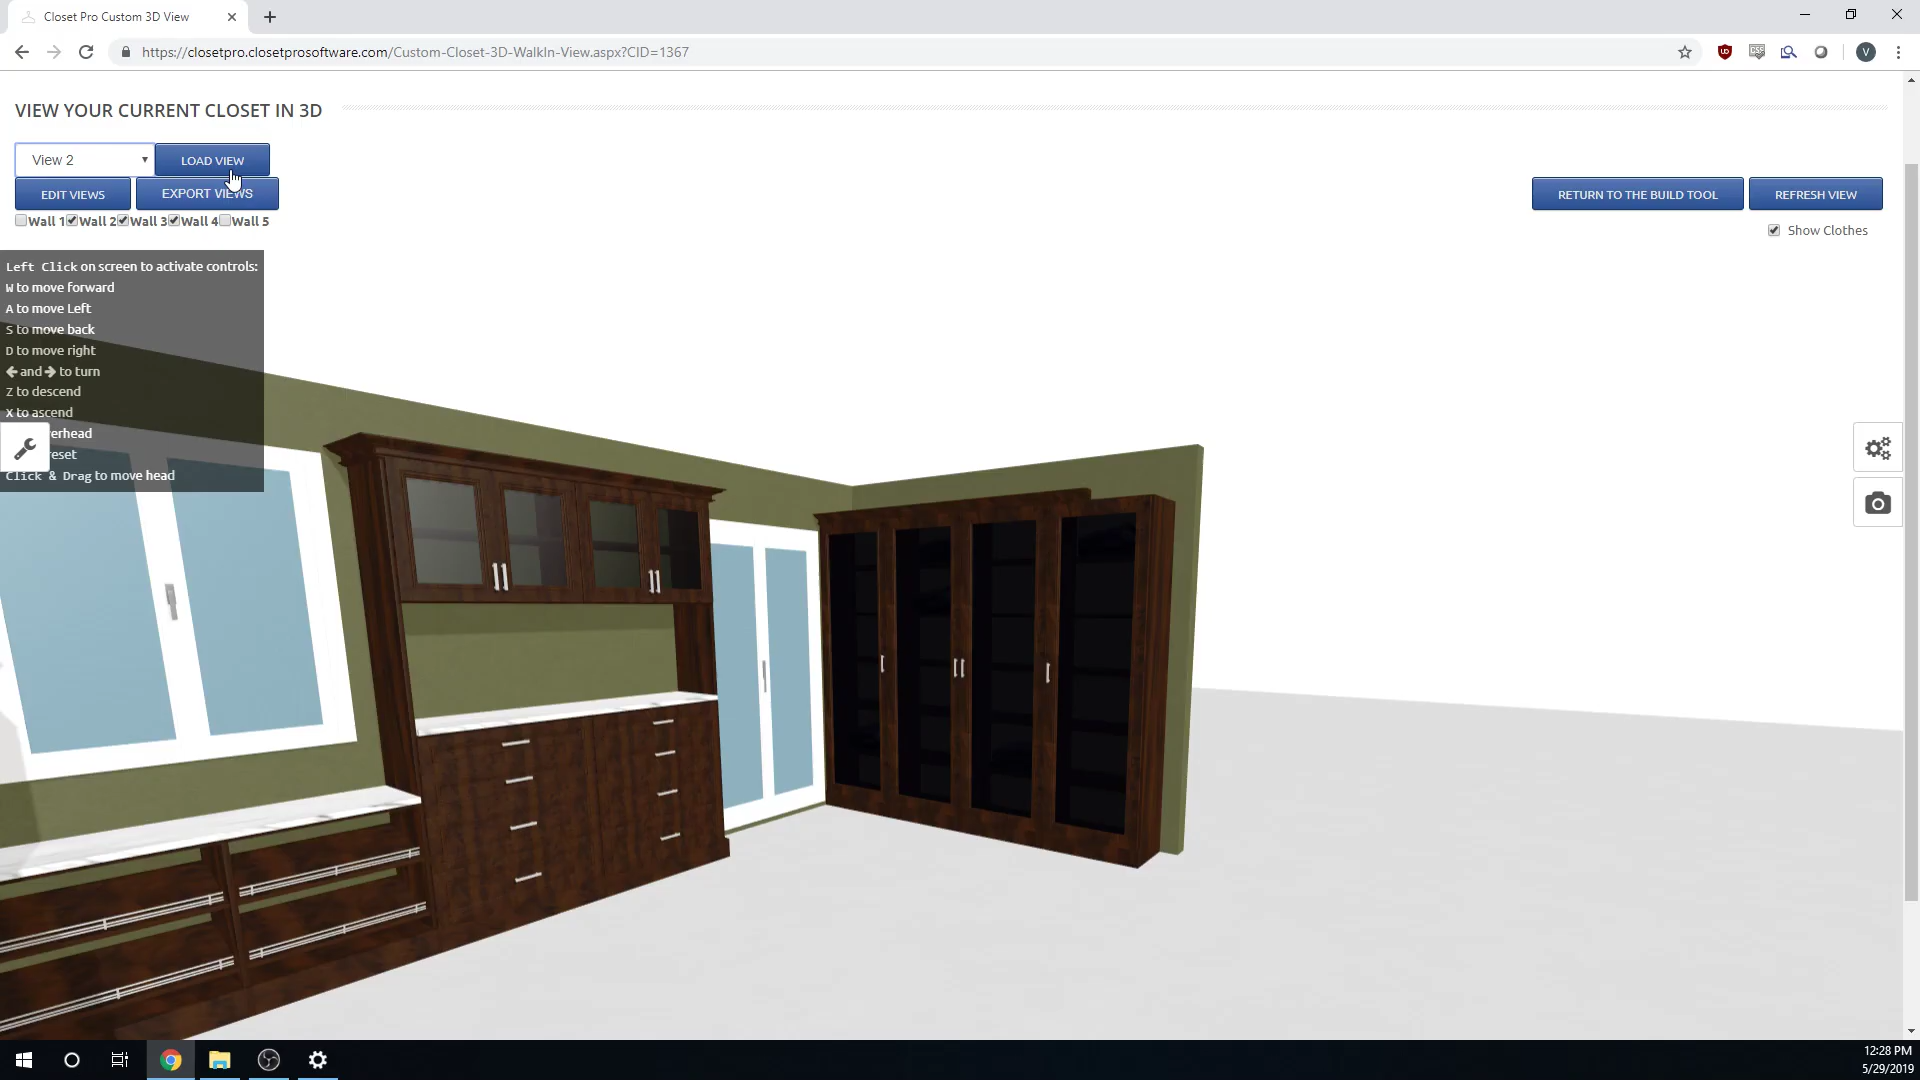 Closet Pro Custom 3D View
https://closetpro.closetprosoftware.com/Custom-Closet-3D-WalkIn-View.aspx?CID=1367
V
VIEW YOUR CURRENT CLOSET IN 3D
View 2
LOAD VIEW
EDIT VIEWS
EXPORT VIEWS
RETURN TO THE BUILD TOOL
REFRESH VIEW
Wall 1 Wall 2 Wall 3 Wall 4 Wall 5
Show Clothes
Left Click on screen to activate controls:
W to move forward
A to move Left
S to move back
D to move right
and to turn
Z to descend
X to ascend
Click & Drag to move head
12:28 PM
5/29/2019